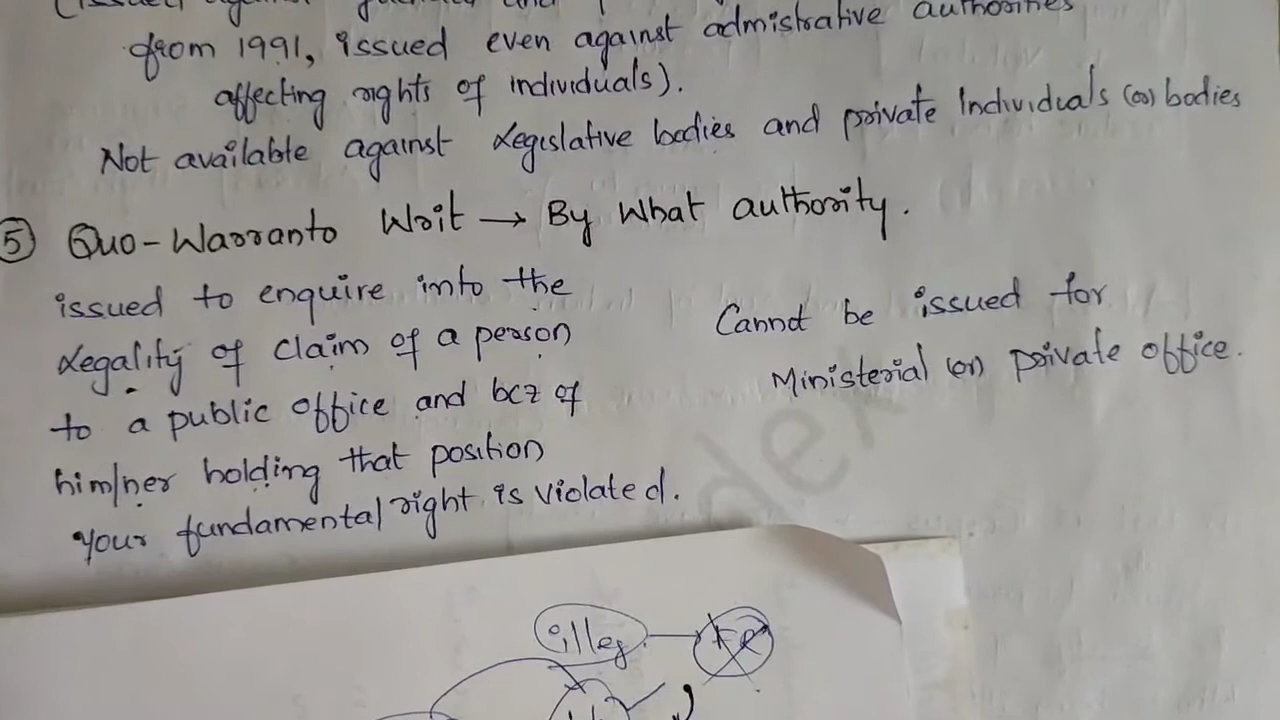 from 1991, issued even against admistrative authorities
affecting rights of individuals).
Not available against Legislative bodies and private Individuals (or) bodies
5 Quo-Warranto Writ → By What authority.
issued to enquire into the
Legality of claim of a person
to a public office and bcz of
him/her holding that position
your fundamental right is violated.
Cannot be issued for
Ministerial (or) private office.
illeg
FR